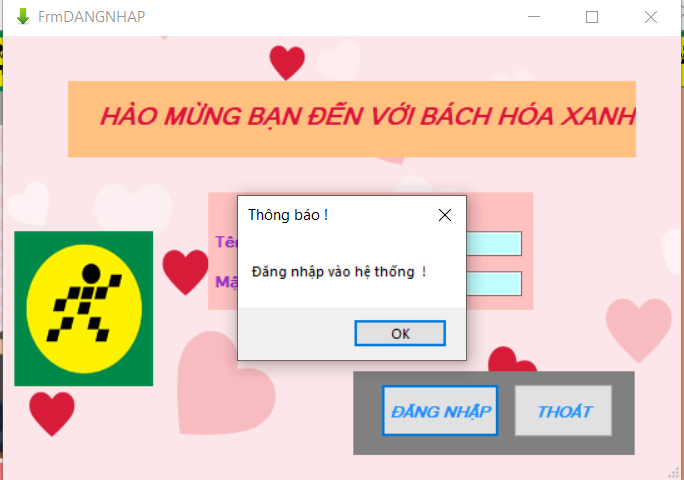 FrmDANGNHAP
HÀO MỪNG BẠN ĐẾN VỚI BÁCH HÓA XANH
Thông báo !
Đăng nhập vào hệ thống !
OK
ĐĂNG NHẬP
THOÁT